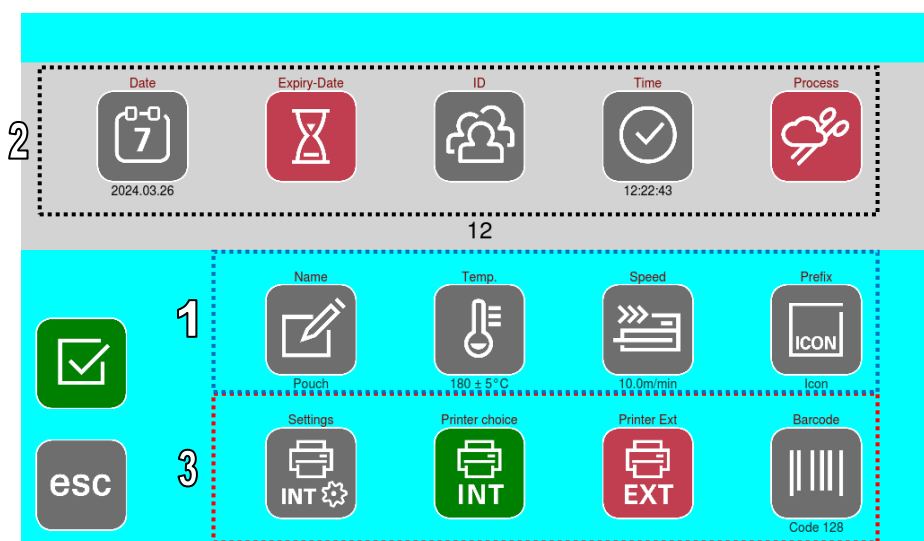 Date Expiry-Date ID Time Process
7
2
2024.03.26 12:22:43
12
Name Temp. Speed Prefix
1
ICON
Pouch 180 ± 5°C 10.0m/min Icon
Settings Printer choice Printer Ext Barcode
esc
3
INT INT EXT
Code 128